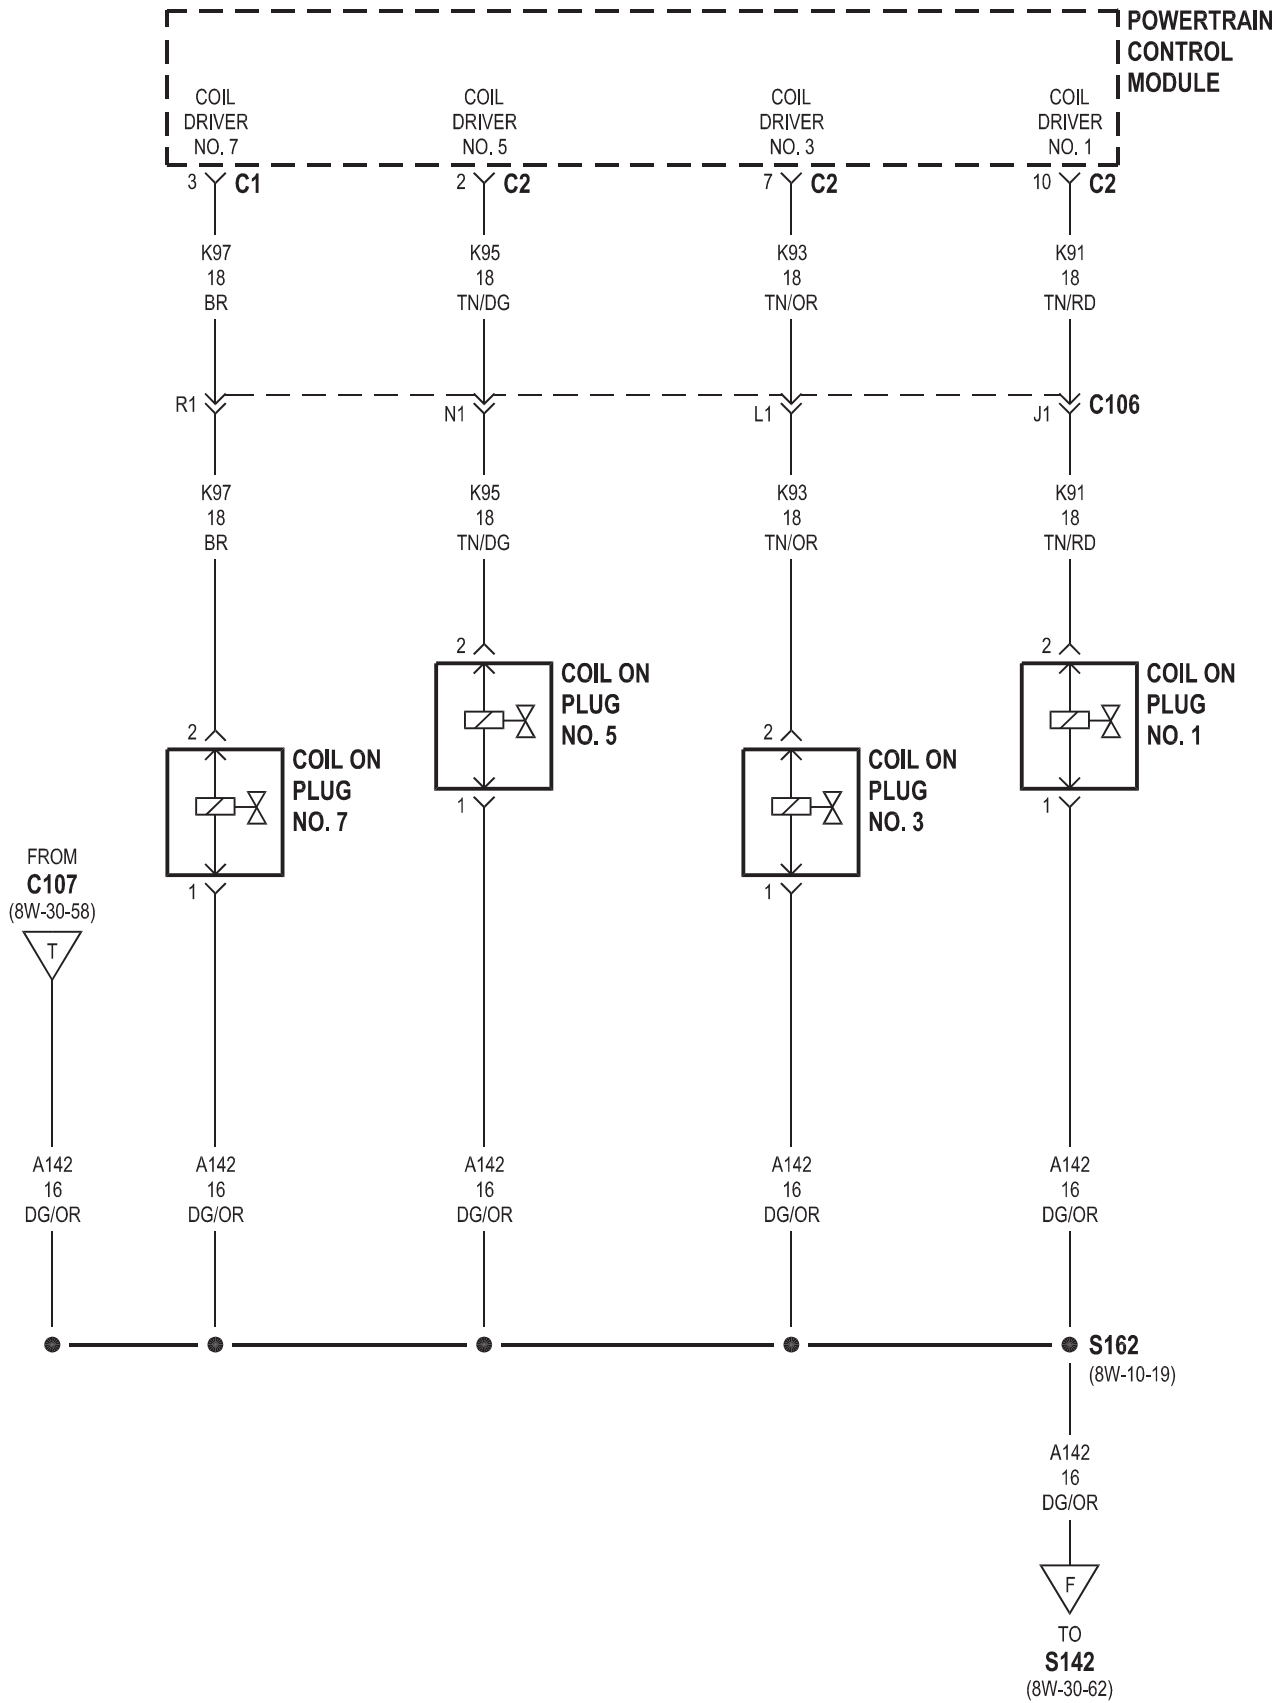 POWERTRAIN
CONTROL
MODULE
COIL
DRIVER
NO. 7
COIL
DRIVER
NO. 5
COIL
DRIVER
NO. 3
COIL
DRIVER
NO. 1
3 C1
2 C2
7 C2
10 C2
K97
18
BR
K95
18
TN/DG
K93
18
TN/OR
K91
18
TN/RD
R1
N1
L1
J1
C106
K97
18
BR
K95
18
TN/DG
K93
18
TN/OR
K91
18
TN/RD
2
COIL ON
PLUG
NO. 5
1
2
COIL ON
PLUG
NO. 1
1
2
COIL ON
PLUG
NO. 7
1
2
COIL ON
PLUG
NO. 3
1
FROM
C107
(8W-30-58)
T
A142
16
DG/OR
A142
16
DG/OR
A142
16
DG/OR
A142
16
DG/OR
A142
16
DG/OR
S162
(8W-10-19)
A142
16
DG/OR
F
TO
S142
(8W-30-62)